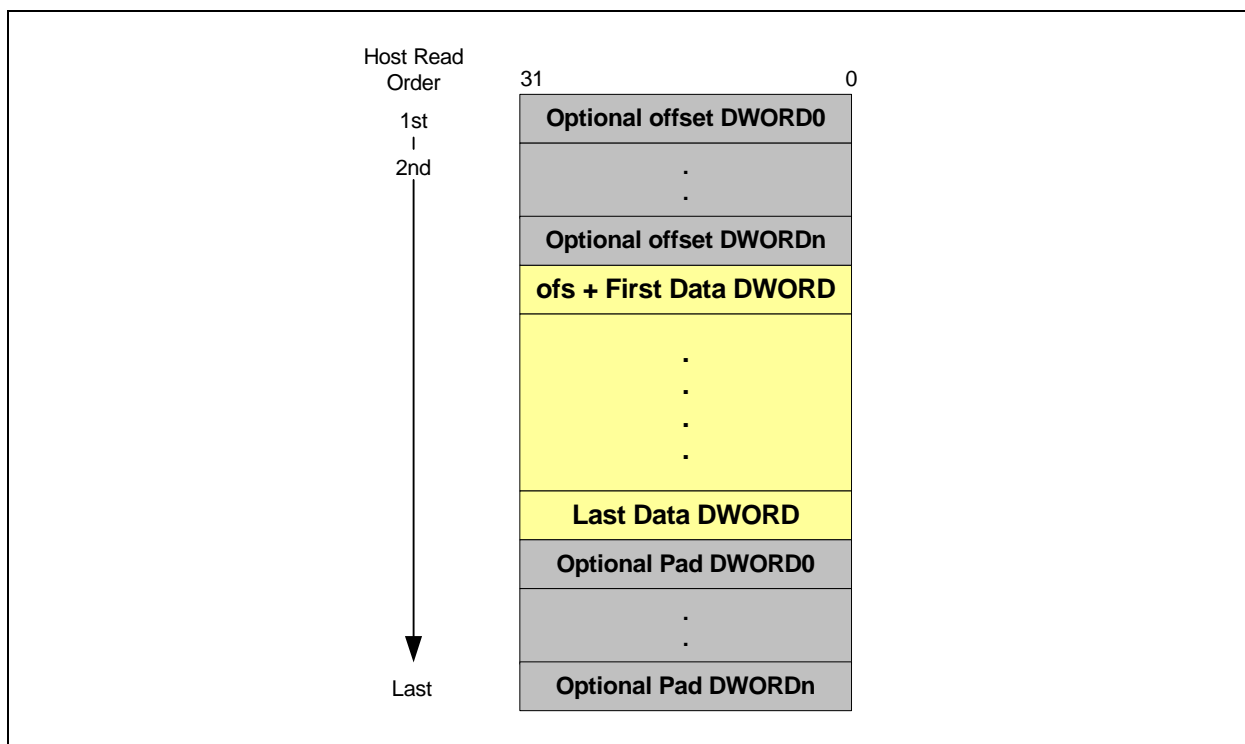 Host Read
Order
31 0
1st
2nd
Optional offset DWORD0
.
.
Optional offset DWORDn
ofs + First Data DWORD
.
.
.
.
Last Data DWORD
Optional Pad DWORD0
.
.
Last
Optional Pad DWORDn